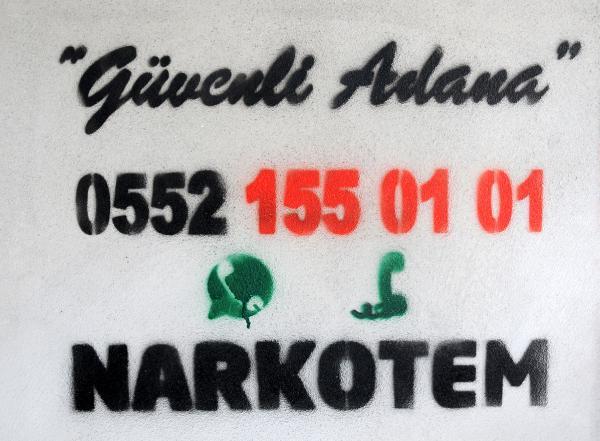 "Güvenli Adana"
0552 155 01 01
NARKOTEM